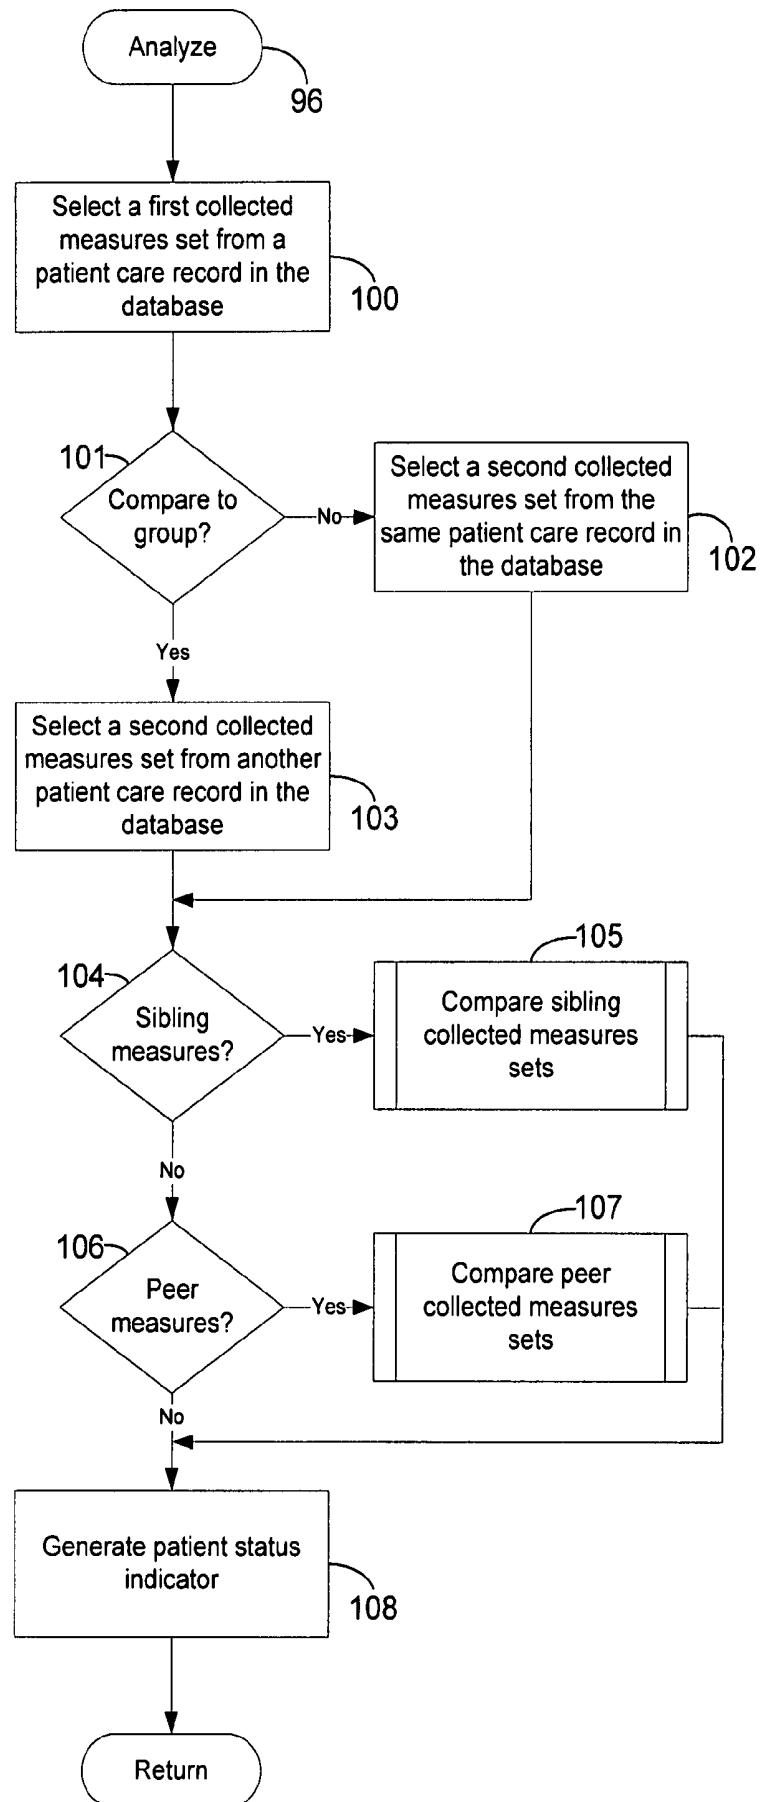 Analyze
96
Select a first collected
measures set from a
patient care record in the
database
100
101
Compare to
group?
No
Select a second collected
measures set from the
same patient care record in
the database
102
Yes
Select a second collected
measures set from another
patient care record in the
database
103
104
Sibling
measures?
Yes
105
Compare sibling
collected measures
sets
No
106
Peer
measures?
Yes
107
Compare peer
collected measures
sets
No
Generate patient status
indicator
108
Return